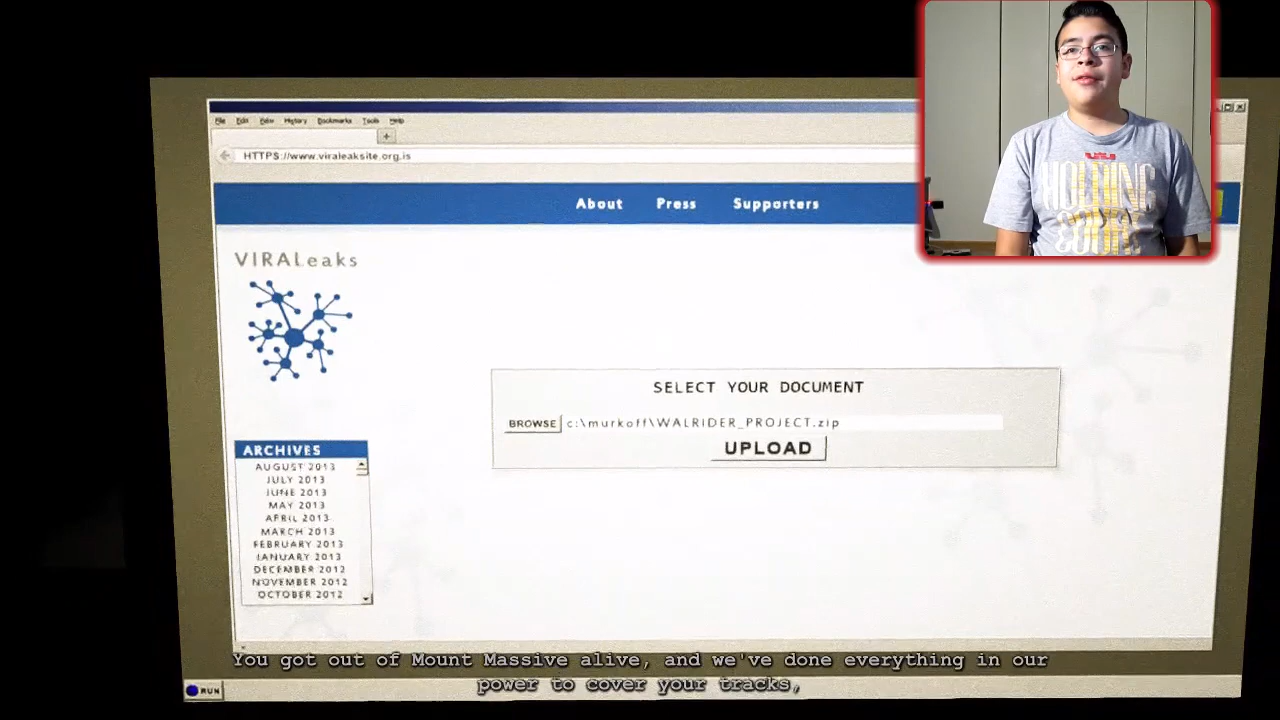 File Edit View History Bookmarks Tools Help
+
HTTPS://www.viraleaksite.org.is
About Press Supporters
VIRALeaks
SELECT YOUR DOCUMENT
BROWSE c:\murkoff\WALRIDER_PROJECT.zip
UPLOAD
ARCHIVES
AUGUST 2013
JULY 2013
JUNE 2013
MAY 2013
APRIL 2013
MARCH 2013
FEBRUARY 2013
JANUARY 2013
DECEMBER 2012
NOVEMBER 2012
OCTOBER 2012
HOLDING
COURT
You got out of Mount Massive alive, and we've done everything in our
power to cover your tracks,
RUN